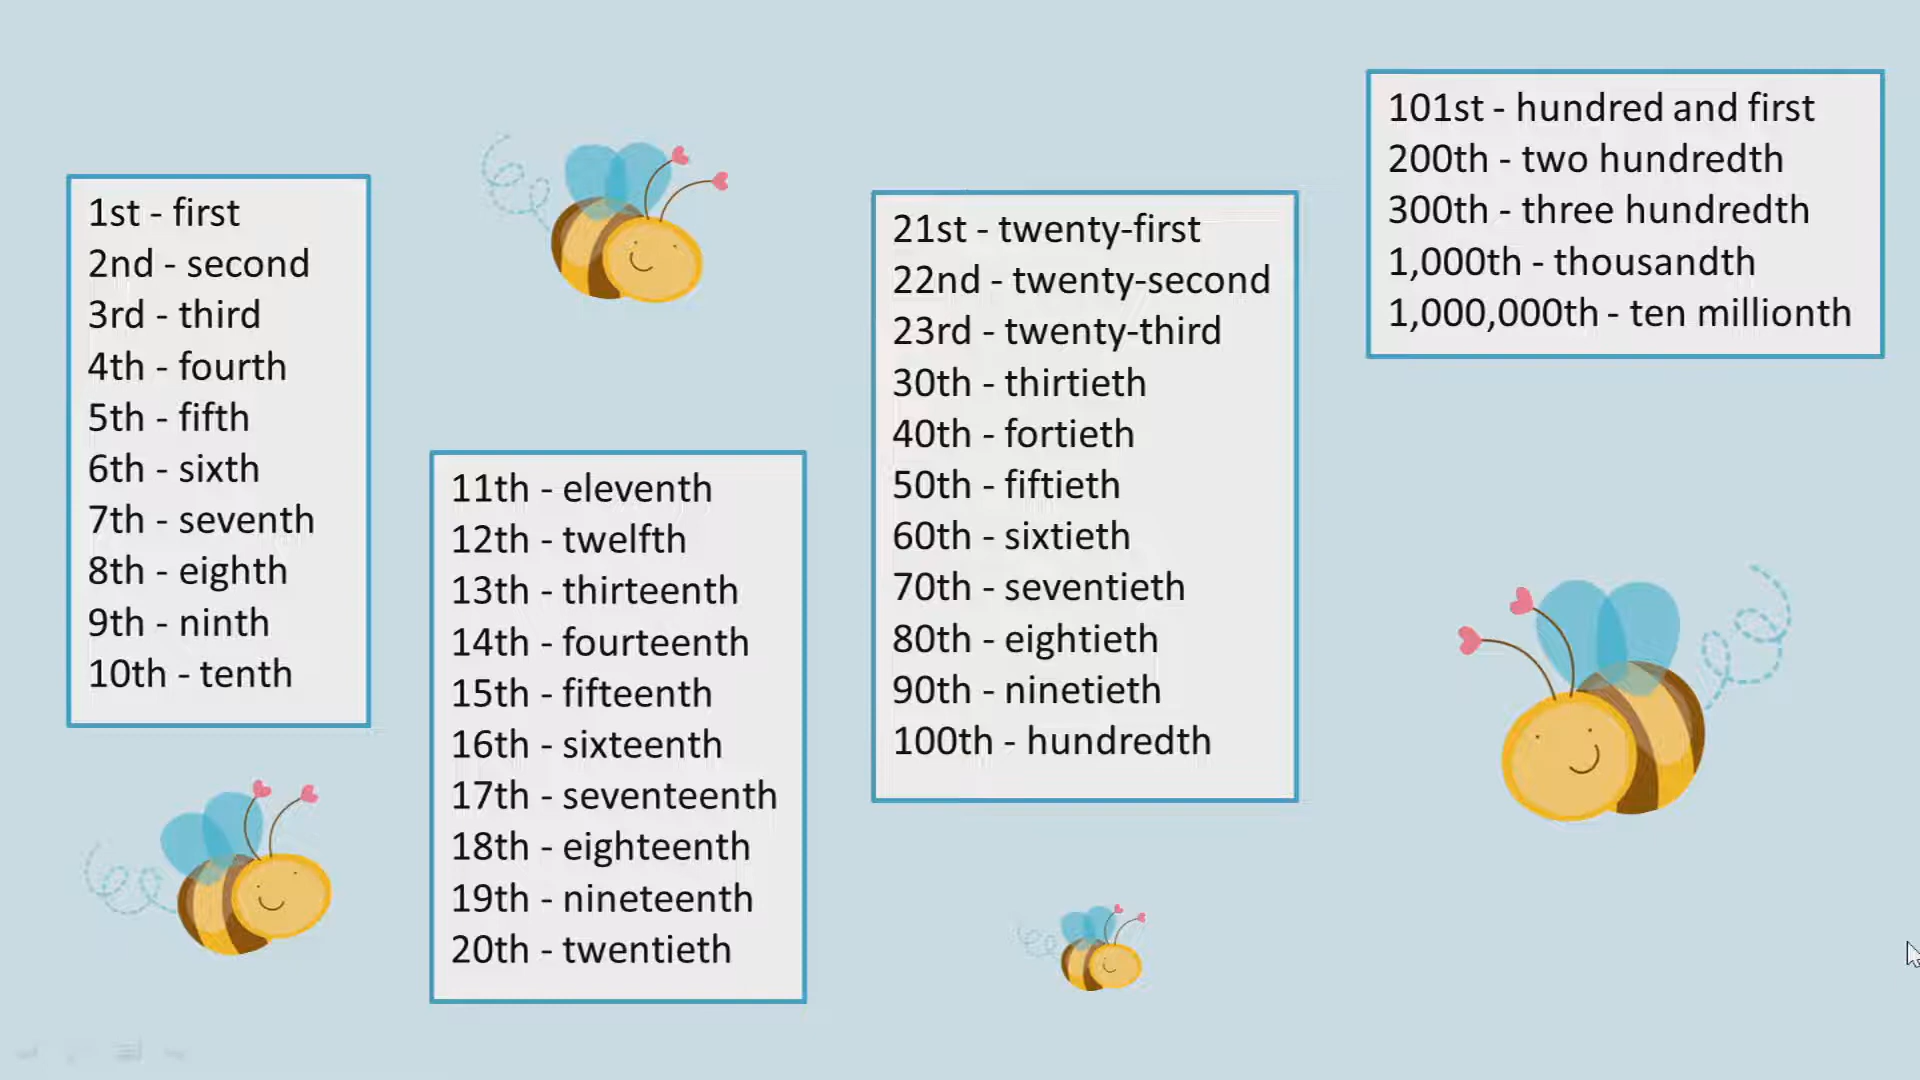 1st - first
2nd - second
3rd - third
4th - fourth
5th - fifth
6th - sixth
7th - seventh
8th - eighth
9th - ninth
10th - tenth
11th - eleventh
12th - twelfth
13th - thirteenth
14th - fourteenth
15th - fifteenth
16th - sixteenth
17th - seventeenth
18th - eighteenth
19th - nineteenth
20th - twentieth
21st - twenty-first
22nd - twenty-second
23rd - twenty-third
30th - thirtieth
40th - fortieth
50th - fiftieth
60th - sixtieth
70th - seventieth
80th - eightieth
90th - ninetieth
100th - hundredth
101st - hundred and first
200th - two hundredth
300th - three hundredth
1,000th - thousandth
1,000,000th - ten millionth